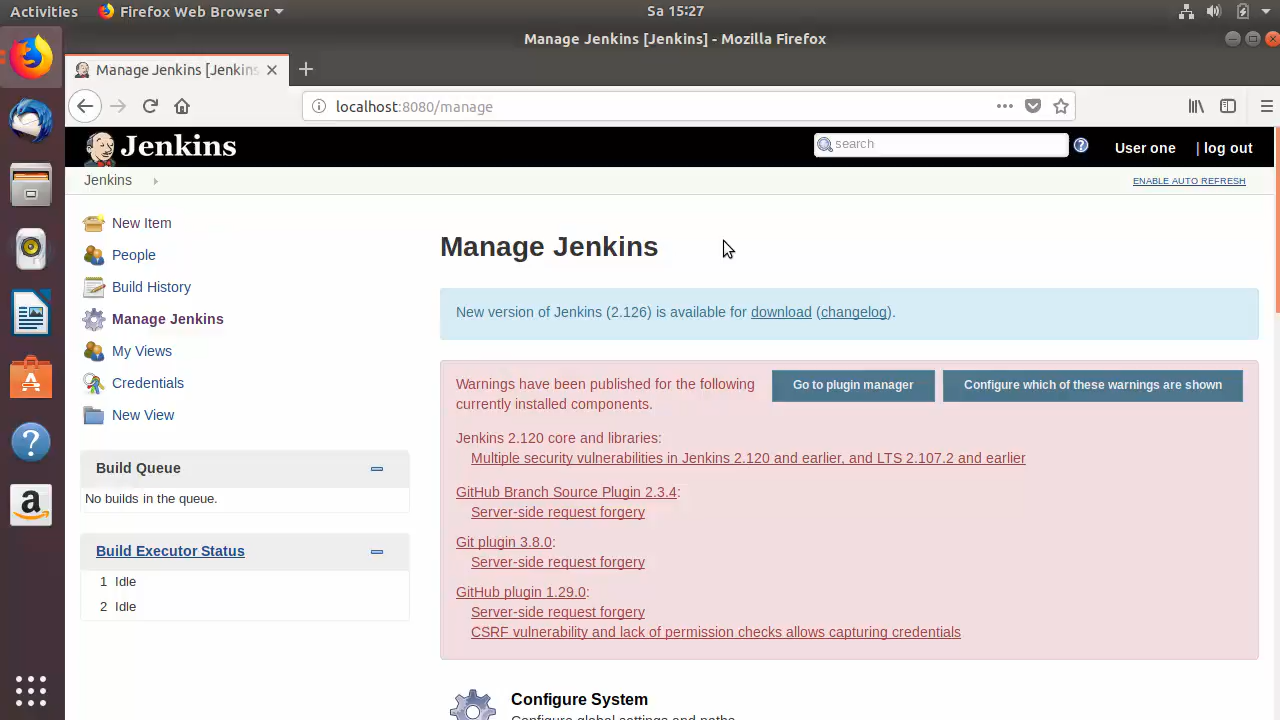 Activities Firefox Web Browser Sa 15:27
Manage Jenkins [Jenkins] - Mozilla Firefox
Manage Jenkins [Jenkins
localhost:8080/manage
Jenkins search User one | log out
Jenkins ENABLE AUTO REFRESH
New Item
People
Build History
Manage Jenkins
My Views
Credentials
New View
Build Queue
No builds in the queue.
Build Executor Status
1 Idle
2 Idle
Manage Jenkins
New version of Jenkins (2.126) is available for download (changelog).
Warnings have been published for the following
currently installed components.
Go to plugin manager
Configure which of these warnings are shown
Jenkins 2.120 core and libraries:
Multiple security vulnerabilities in Jenkins 2.120 and earlier, and LTS 2.107.2 and earlier
GitHub Branch Source Plugin 2.3.4:
Server-side request forgery
Git plugin 3.8.0:
Server-side request forgery
GitHub plugin 1.29.0:
Server-side request forgery
CSRF vulnerability and lack of permission checks allows capturing credentials
Configure System
Configure global settings and paths.